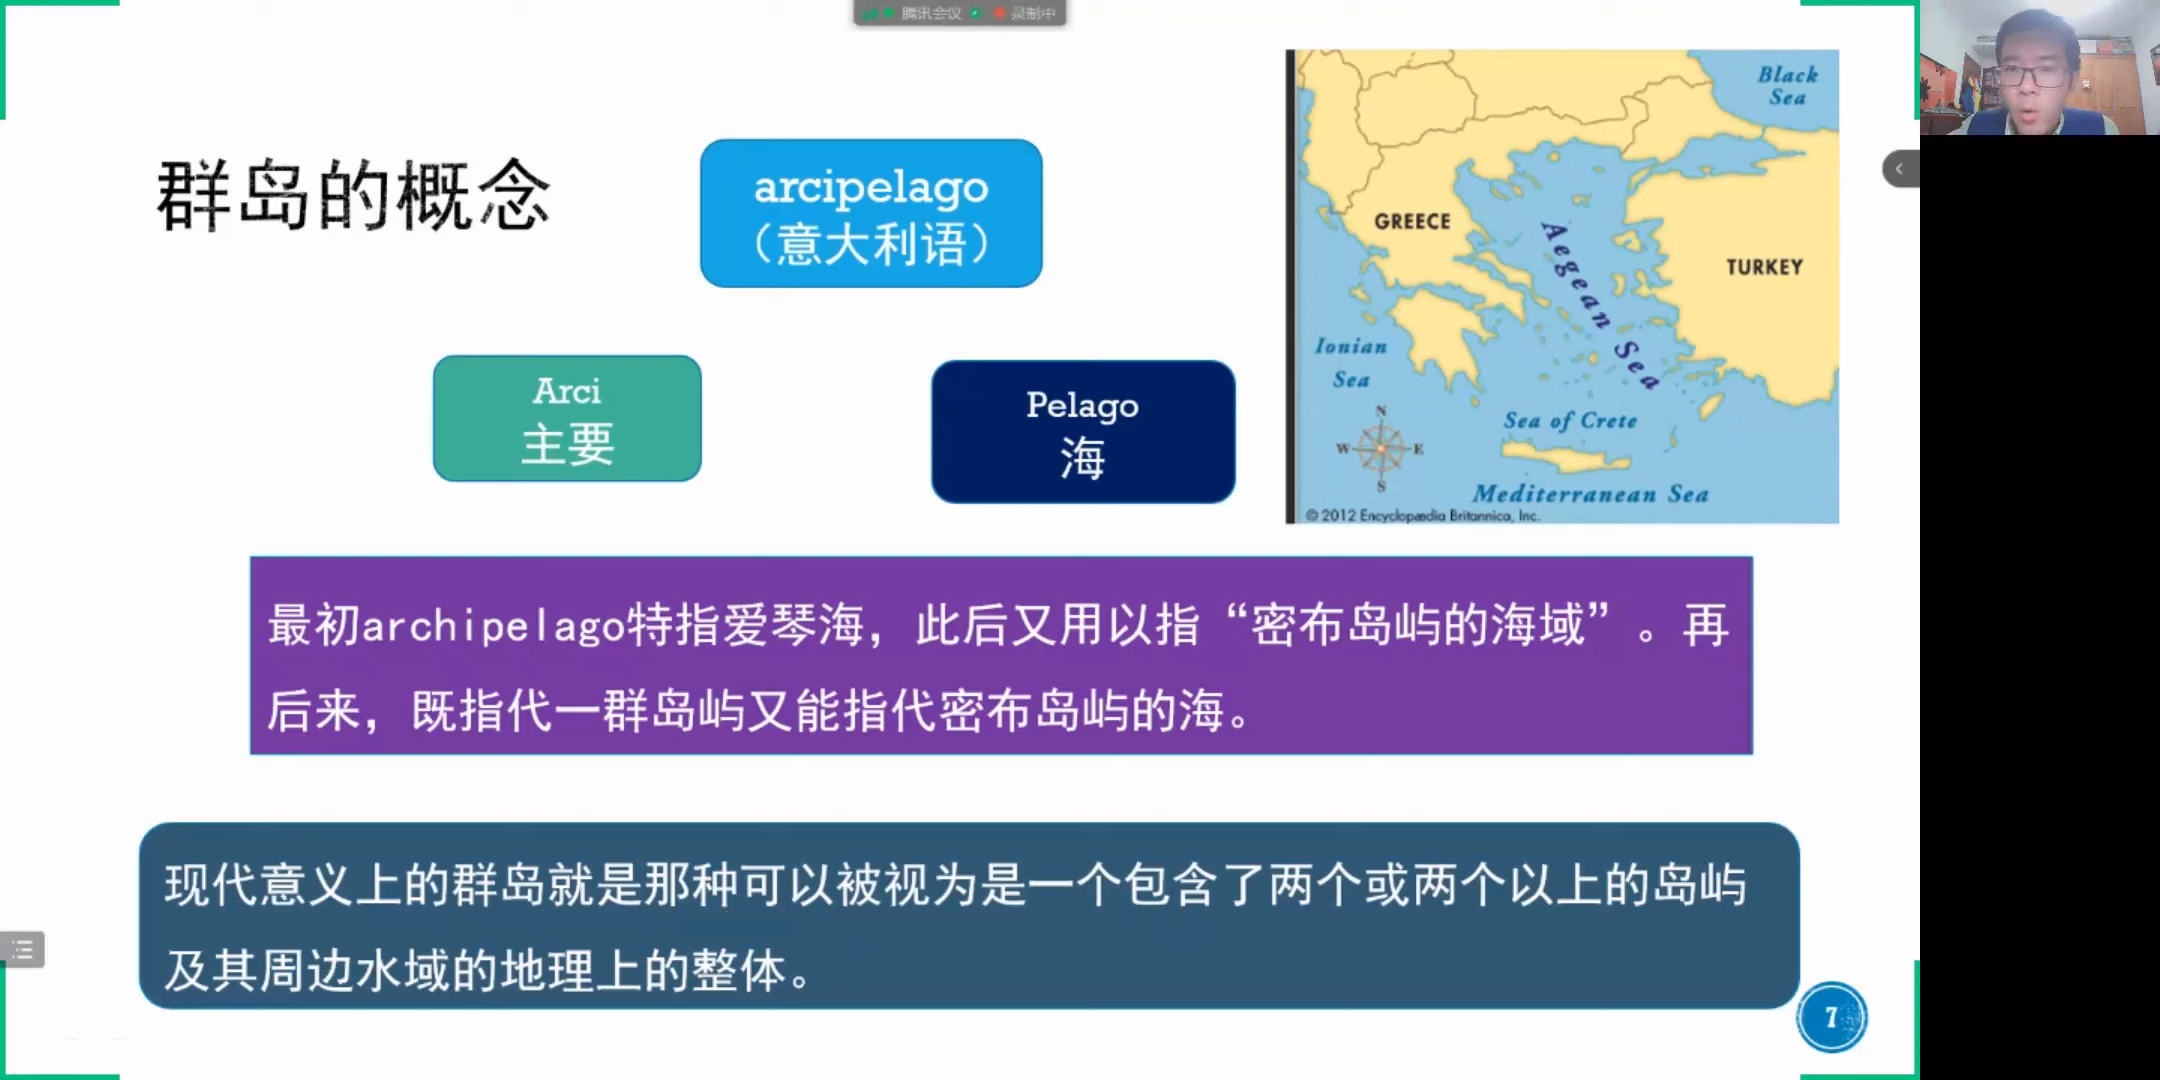 腾讯会议 录制中
群岛的概念
arcipelago
（意大利语）
Arci
主要
Pelago
海
Black
Sea
GREECE
TURKEY
Aegean Sea
Ionian
Sea
Sea of Crete
N
W E
S
Mediterranean Sea
© 2012 Encyclopædia Britannica, Inc.
最初archipelago特指爱琴海，此后又用以指“密布岛屿的海域”。再
后来，既指代一群岛屿又能指代密布岛屿的海。
现代意义上的群岛就是那种可以被视为是一个包含了两个或两个以上的岛屿
及其周边水域的地理上的整体。
7